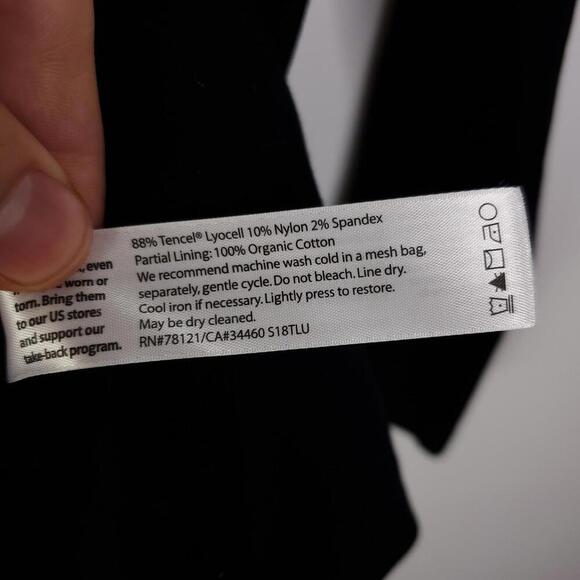 88% Tencel® Lyocell 10% Nylon 2% Spandex
Partial Lining: 100% Organic Cotton
We recommend machine wash cold in a mesh bag,
separately, gentle cycle. Do not bleach. Line dry.
Cool iron if necessary. Lightly press to restore.
May be dry cleaned.
RN#78121/CA#34460 S18TLU
even
worn or
torn. Bring them
to our US stores
and support our
take-back program.